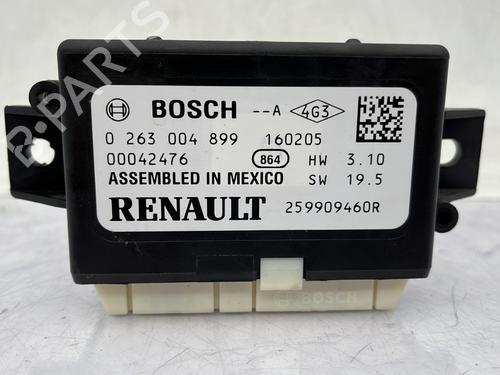 BOSCH --A 4G3
0 263 004 899 160205
00042476 864 HW 3.10
ASSEMBLED IN MEXICO SW 19.5
RENAULT 259909460R
BOSCH
B-PARTS